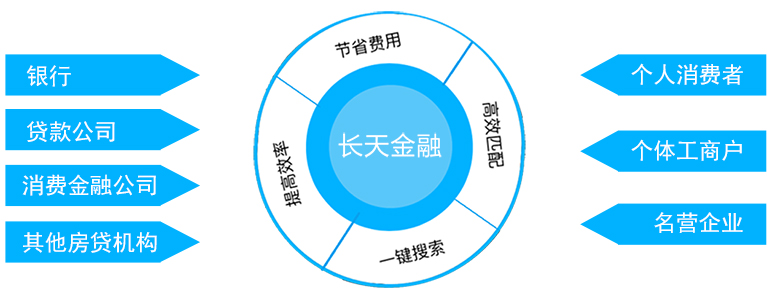 银行
贷款公司
消费金融公司
其他房贷机构
节省费用
高效匹配
一键搜索
提高效率
长天金融
个人消费者
个体工商户
名营企业